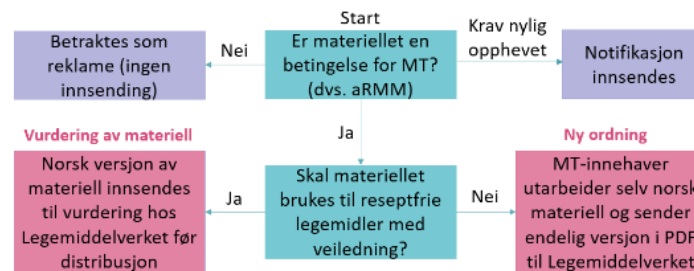 Start
Betraktes som
reklame (ingen
innsending)
Nei
Er materiellet en
betingelse for MT?
(dvs. aRMM)
Krav nylig
opphevet
Notifikasjon
innsendes
Ja
Vurdering av materiell
Norsk versjon av
materiell innsendes
til vurdering hos
Legemiddelverket før
distribusjon
Ja
Skal materiellet
brukes til reseptfrie
legemidler med
veiledning?
Nei
Ny ordning
MT-innehaver
utarbeider selv norsk
materiell og sender
endelig versjon i PDF
til Legemiddelverket